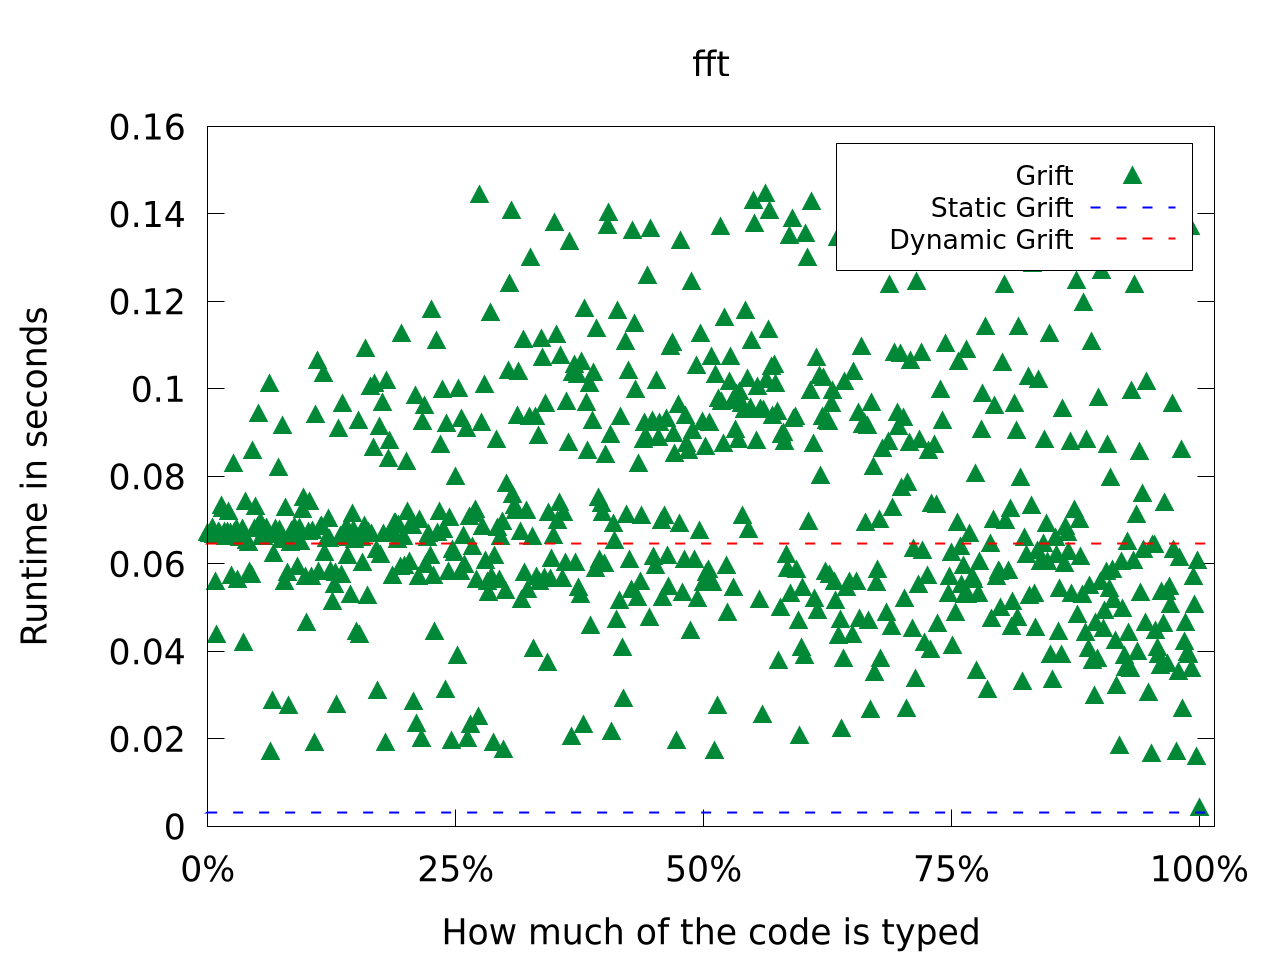 fft
0.16
0.14
0.12
0.1
0.08
0.06
0.04
0.02
0
Runtime in seconds
Grift
Static Grift
Dynamic Grift
0% 25% 50% 75% 100%
How much of the code is typed